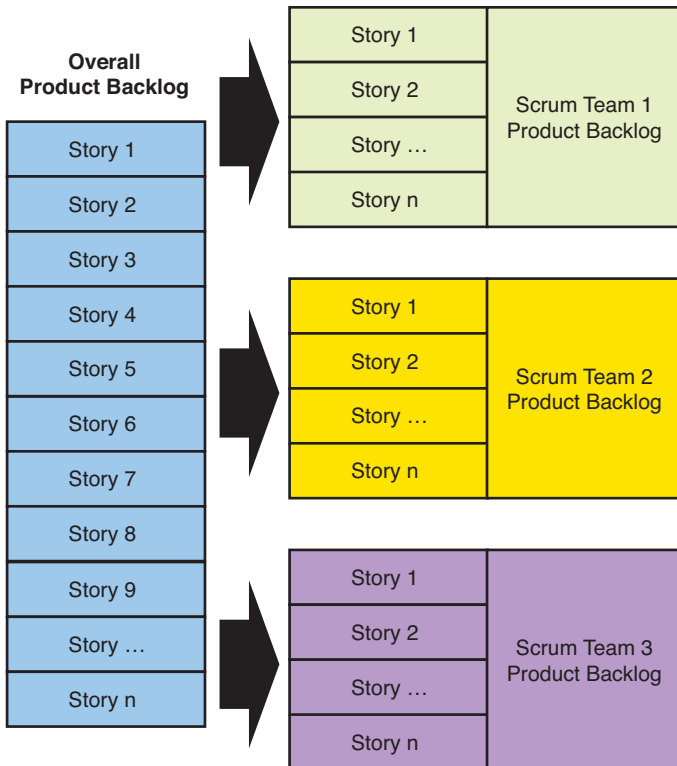 Overall
Product Backlog
Story 1
Story 2
Story 3
Story 4
Story 5
Story 6
Story 7
Story 8
Story 9
Story …
Story n
Story 1
Story 2
Story …
Story n
Scrum Team 1
Product Backlog
Story 1
Story 2
Story …
Story n
Scrum Team 2
Product Backlog
Story 1
Story 2
Story …
Story n
Scrum Team 3
Product Backlog